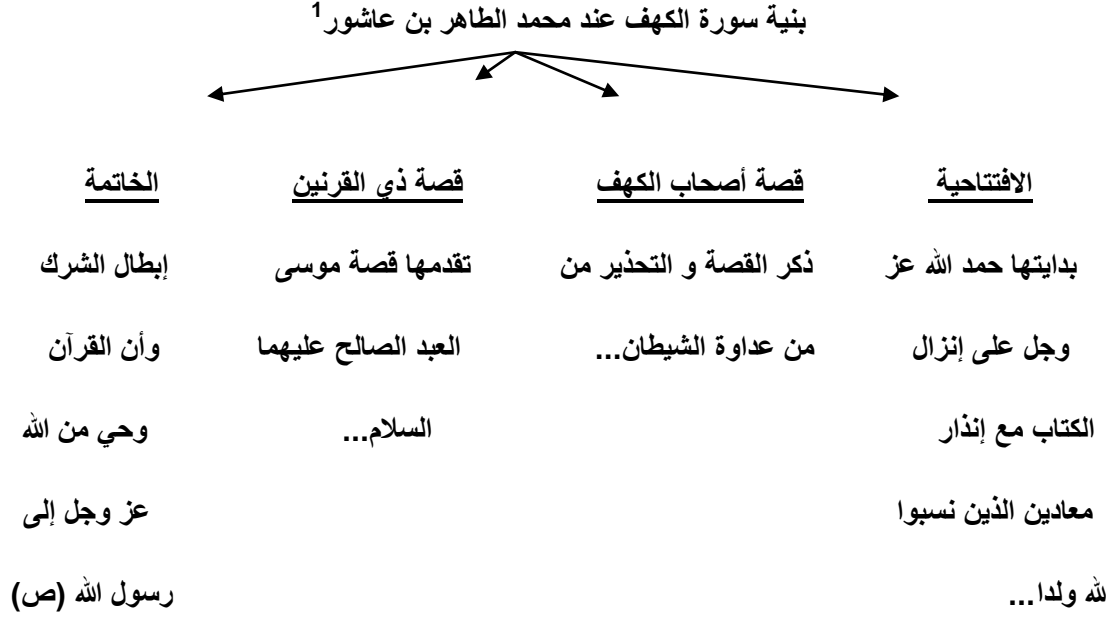 بنية سورة الكهف عند محمد الطاهر بن عاشور1
الافتتاحية
بدايتها حمد الله عز
وجل على إنزال
الكتاب مع إنذار
معادين الذين نسبوا
لله ولدا...
قصة أصحاب الكهف
ذكر القصة و التحذير من
من عداوة الشيطان...
قصة ذي القرنين
تقدمها قصة موسى
العبد الصالح عليهما
السلام...
الخاتمة
إبطال الشرك
وأن القرآن
وحي من الله
عز وجل إلى
رسول الله (ص)